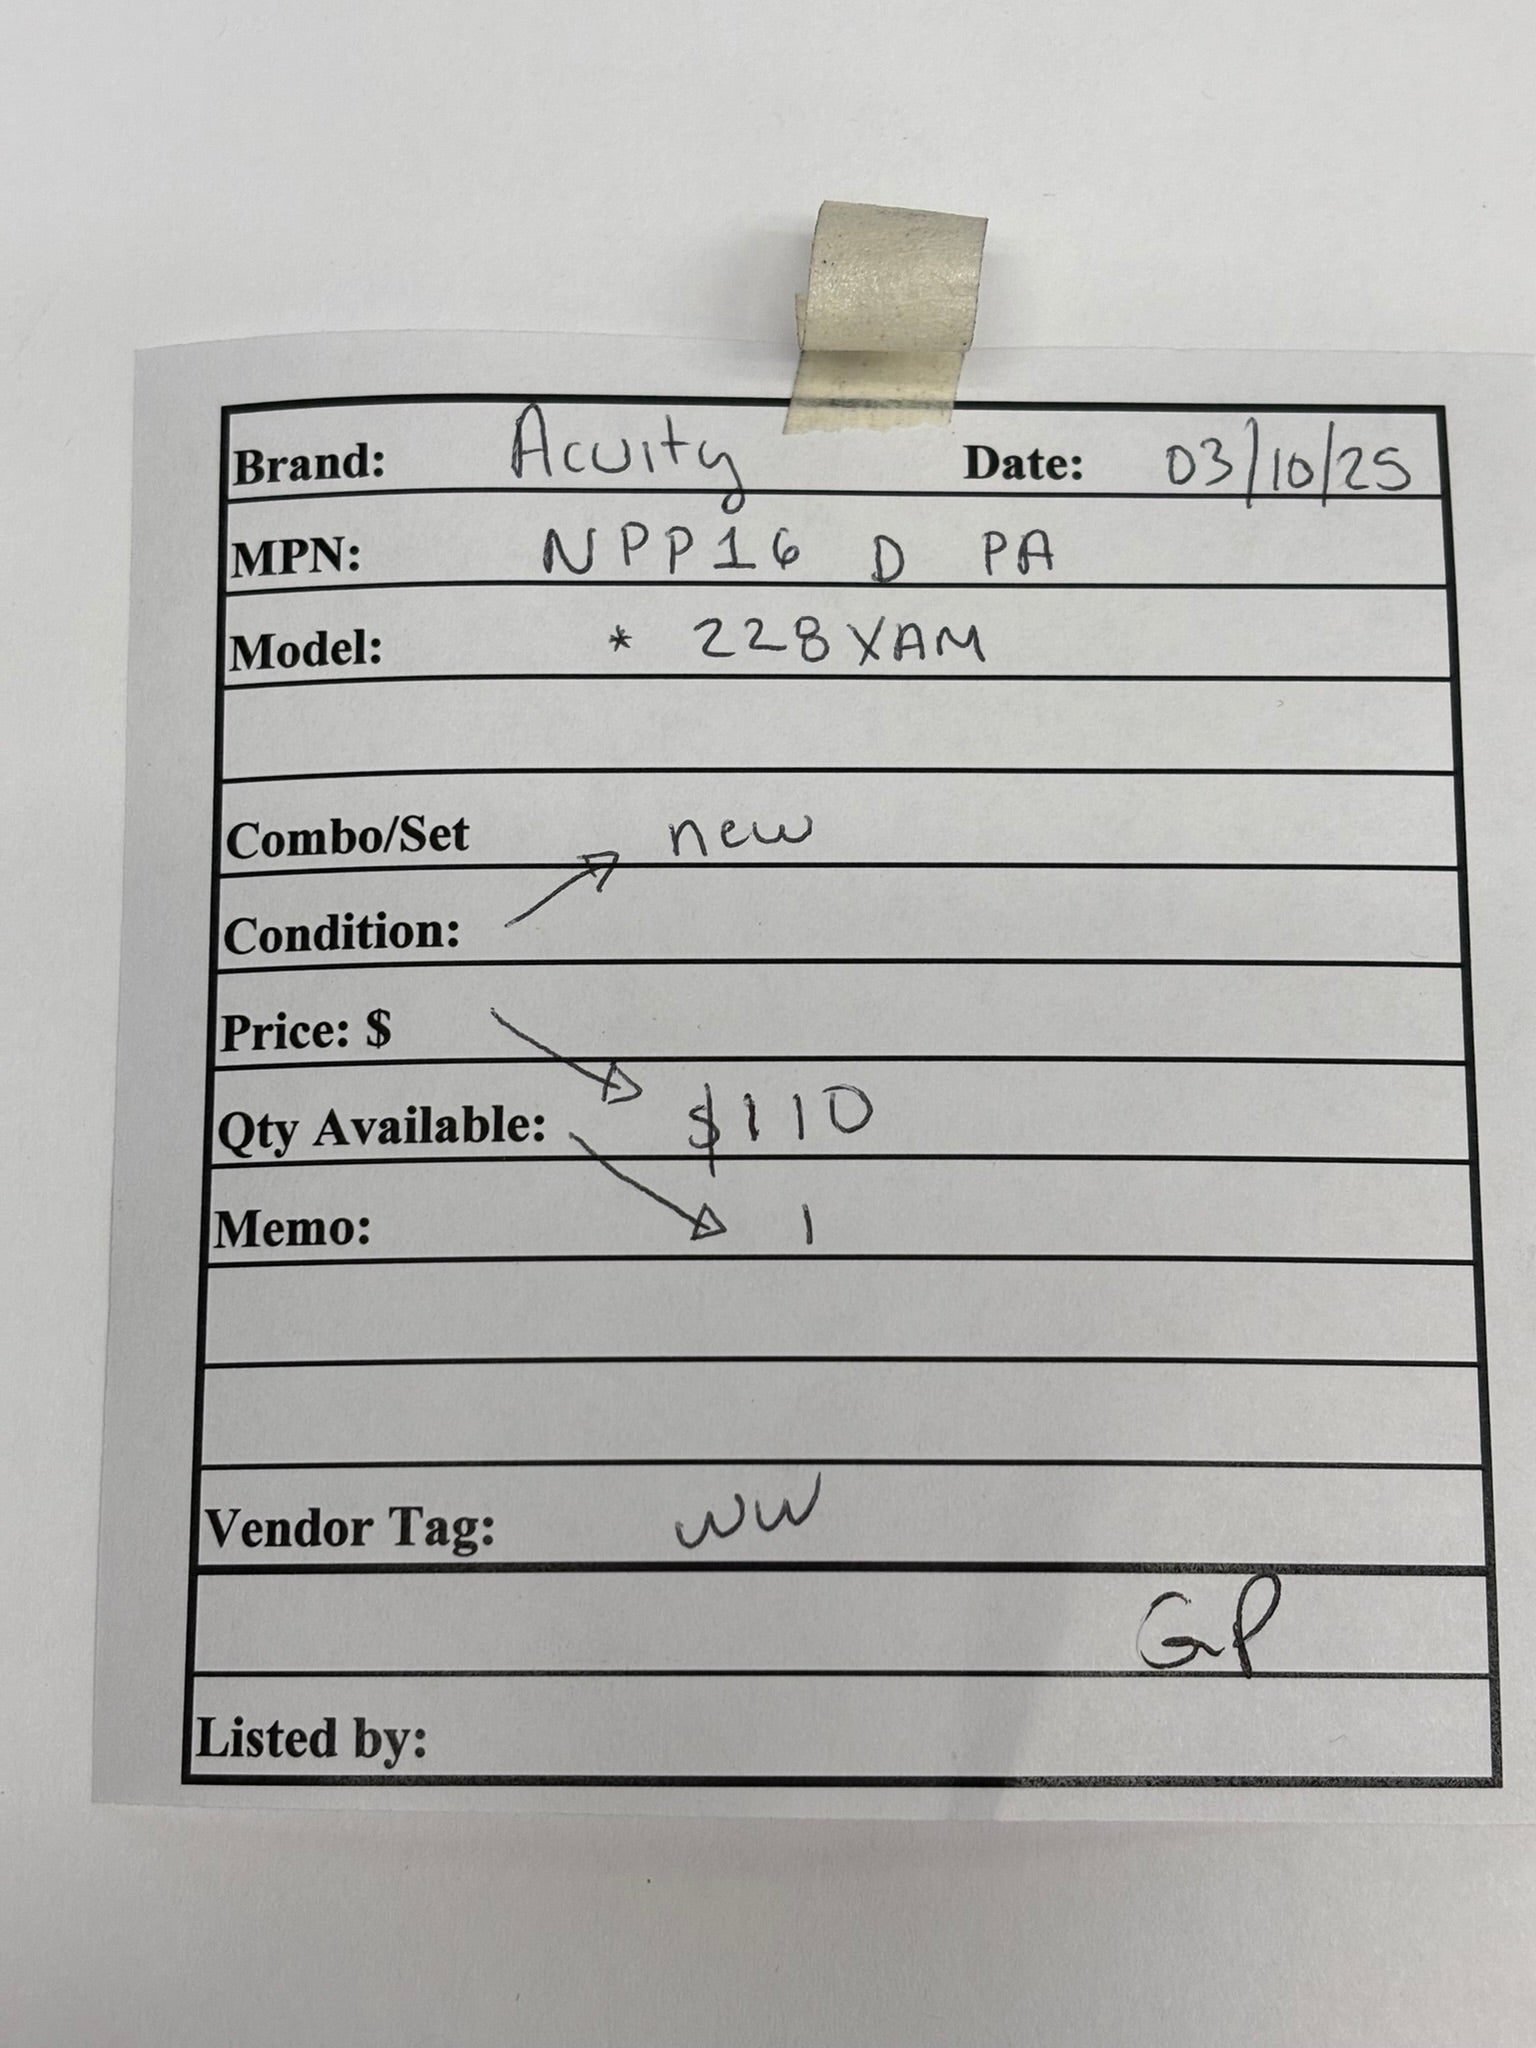 Brand: Acuity Date: 03/10/25
MPN: NPP16 D PA
Model: * 228XAM
Combo/Set new
Condition:
Price: $
Qty Available: $110
Memo: 1
Vendor Tag: WW
GP
Listed by: